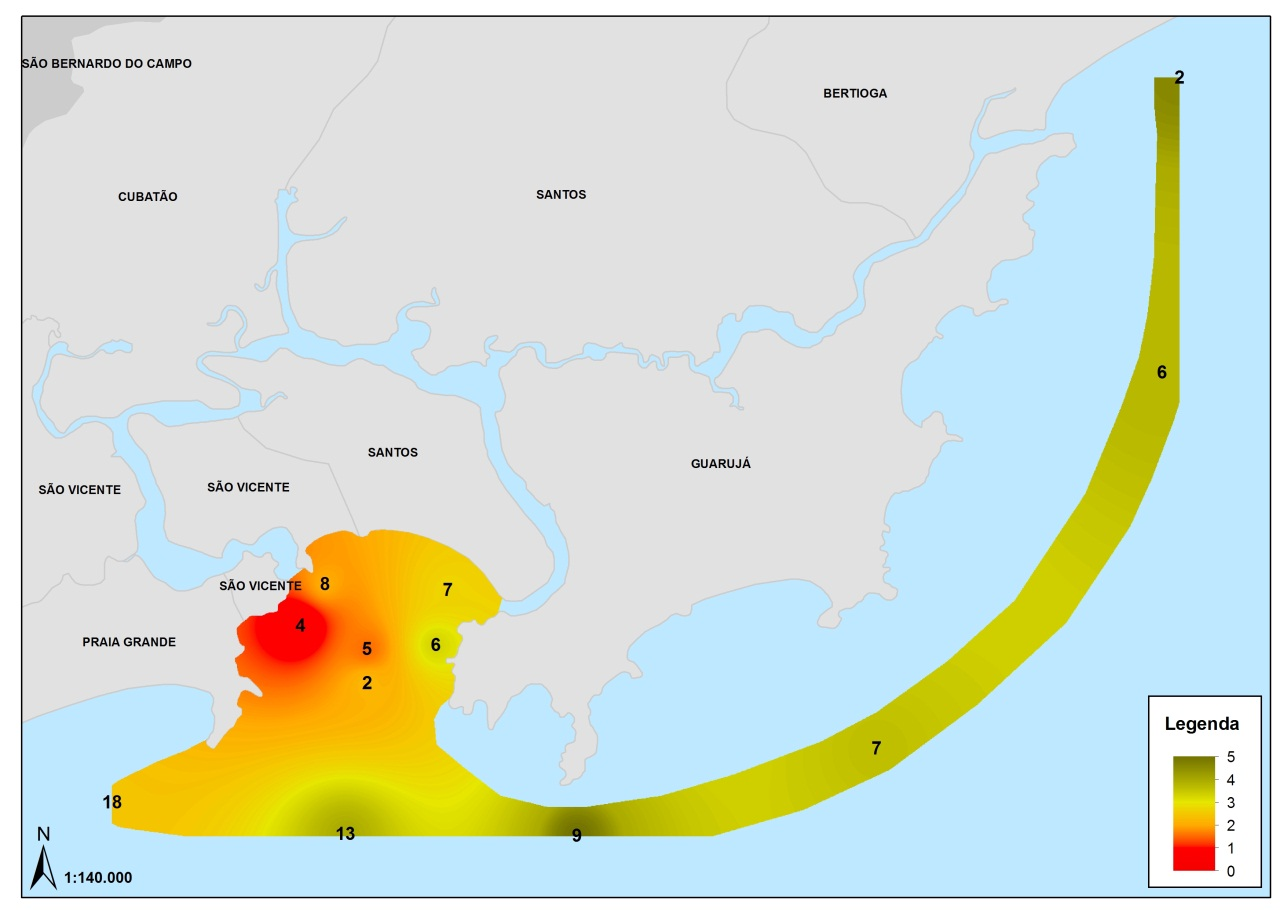 SÃO BERNARDO DO CAMPO
2
BERTIOGA
CUBATÃO
SANTOS
6
SANTOS
GUARUJÁ
SÃO VICENTE
SÃO VICENTE
SÃO VICENTE
8
7
4
PRAIA GRANDE
5
6
2
7
18
13
9
N
1:140.000
Legenda
5
4
3
2
1
0